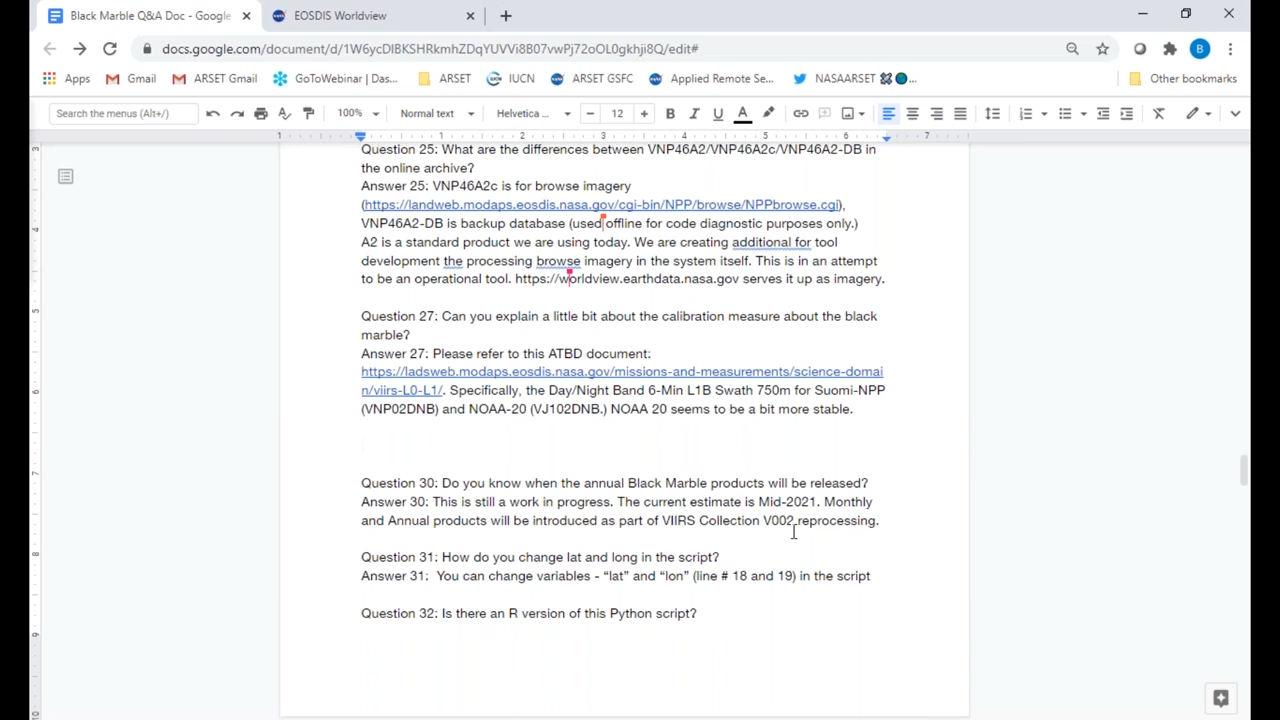 Black Marble Q&A Doc - Google
EOSDIS Worldview
docs.google.com/document/d/1W6ycDlBKSHRkmhZDqYUVVi8B07vwPj72oOL0gkhji8Q/edit#
B
Apps
Gmail
ARSET Gmail
GoToWebinar | Das...
ARSET
IUCN
ARSET GSFC
Applied Remote Se...
NASAARSET
Other bookmarks
Search the menus (Alt+/)
100%
Normal text
Helvetica ...
12
B I U A
1 1 2 3 4 5 6 7
Question 25: What are the differences between VNP46A2/VNP46A2c/VNP46A2-DB in
the online archive?
Answer 25: VNP46A2c is for browse imagery
(https://landweb.modaps.eosdis.nasa.gov/cgi-bin/NPP/browse/NPPbrowse.cgi),
VNP46A2-DB is backup database (used offline for code diagnostic purposes only.)
A2 is a standard product we are using today. We are creating additional for tool
development the processing browse imagery in the system itself. This is in an attempt
to be an operational tool. https://worldview.earthdata.nasa.gov serves it up as imagery.
Question 27: Can you explain a little bit about the calibration measure about the black
marble?
Answer 27: Please refer to this ATBD document:
https://ladsweb.modaps.eosdis.nasa.gov/missions-and-measurements/science-domai
n/viirs-L0-L1/. Specifically, the Day/Night Band 6-Min L1B Swath 750m for Suomi-NPP
(VNP02DNB) and NOAA-20 (VJ102DNB.) NOAA 20 seems to be a bit more stable.
Question 30: Do you know when the annual Black Marble products will be released?
Answer 30: This is still a work in progress. The current estimate is Mid-2021. Monthly
and Annual products will be introduced as part of VIIRS Collection V002 reprocessing.
Question 31: How do you change lat and long in the script?
Answer 31:  You can change variables - “lat” and “lon” (line # 18 and 19) in the script
Question 32: Is there an R version of this Python script?